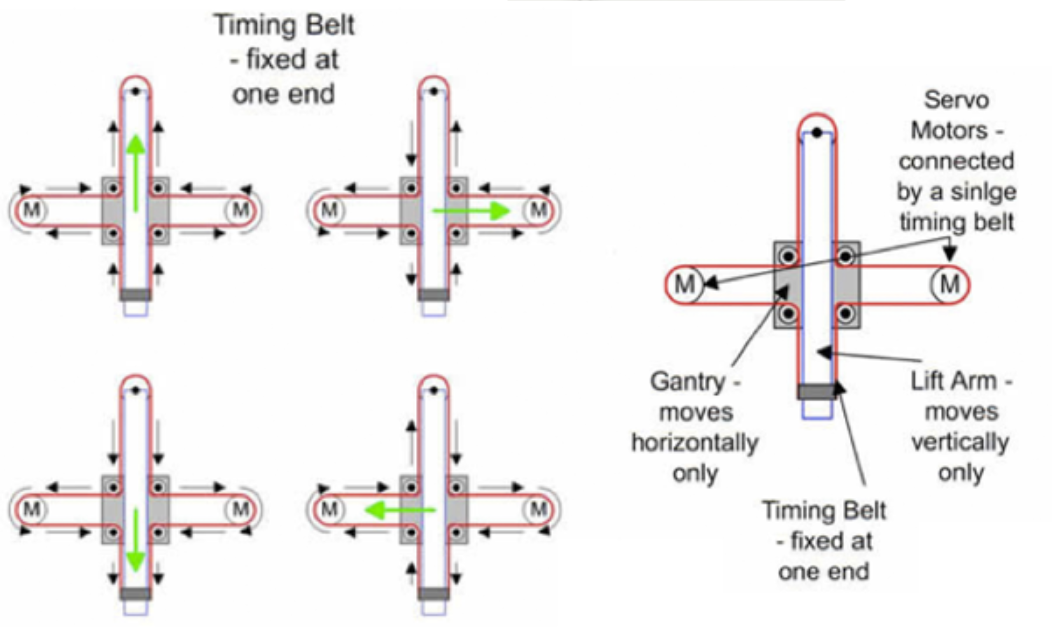 Timing Belt
- fixed at
one end
M
M
M
M
M
M
M
M
Servo
Motors -
connected
by a sinlge
timing belt
M
M
Gantry -
moves
horizontally
only
Lift Arm -
moves
vertically
only
Timing Belt
- fixed at
one end